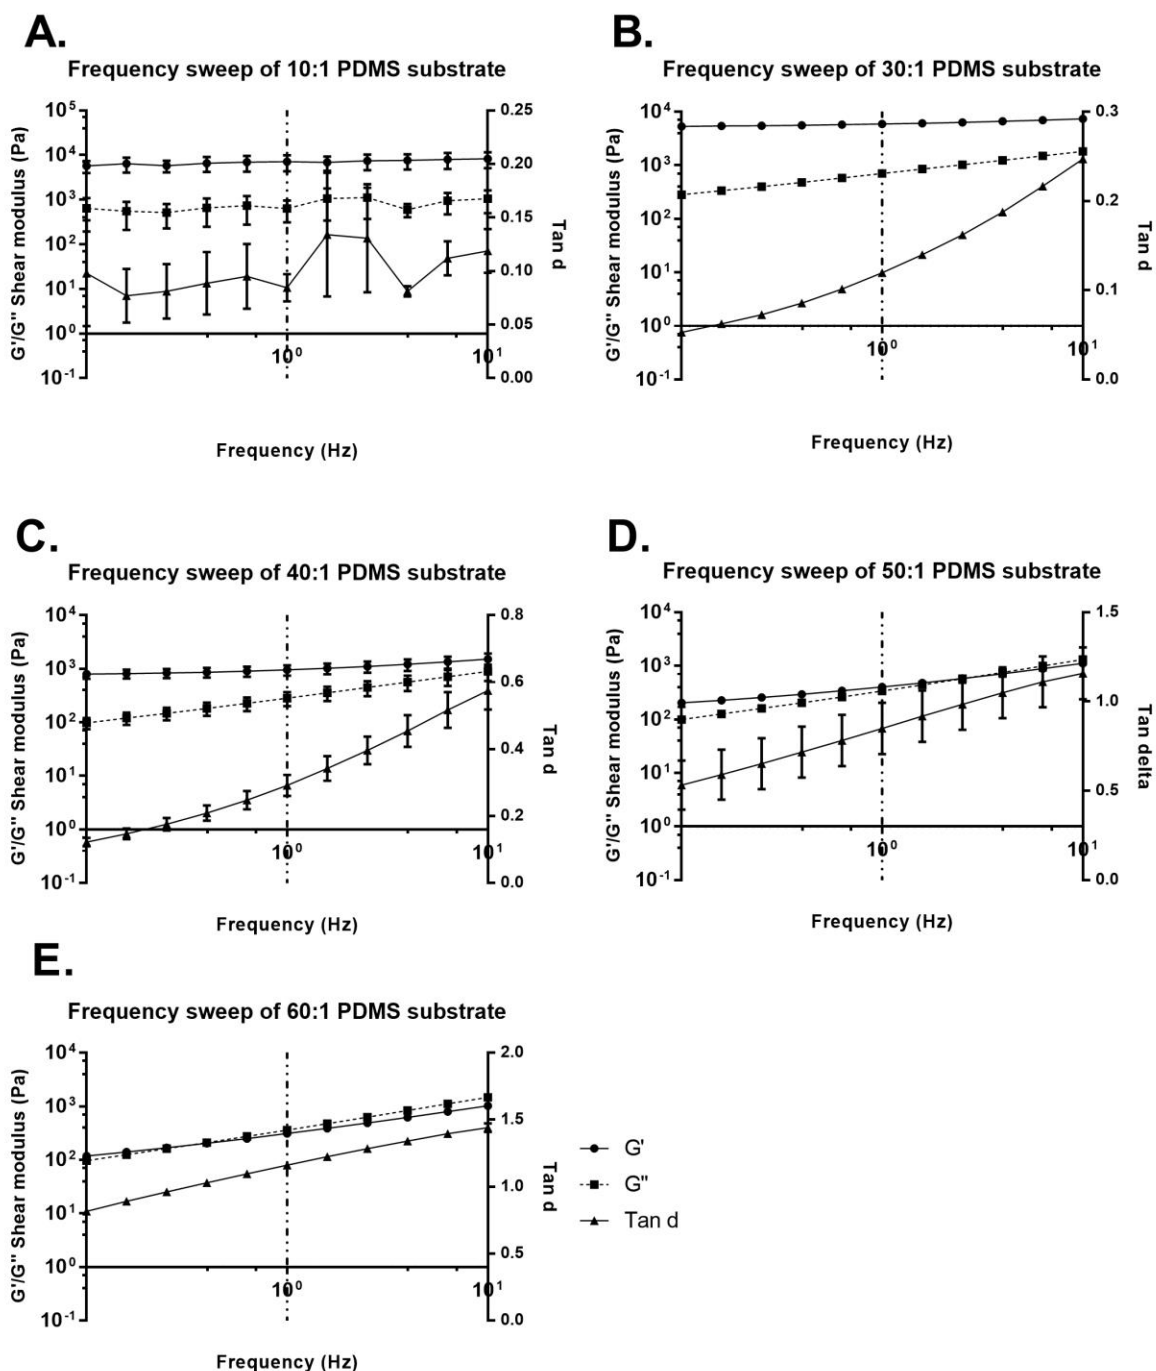 A.
Frequency sweep of 10:1 PDMS substrate
G'/G'' Shear modulus (Pa)
10⁵
10⁴
10³
10²
10¹
10⁰
10⁻¹
10⁰
10¹
0.25
0.20
0.15
0.10
0.05
0.00
Tan d
Frequency (Hz)
B.
Frequency sweep of 30:1 PDMS substrate
G'/G'' Shear modulus (Pa)
10⁴
10³
10²
10¹
10⁰
10⁻¹
10⁰
10¹
0.3
0.2
0.1
0.0
Tan d
Frequency (Hz)
C.
Frequency sweep of 40:1 PDMS substrate
G'/G'' Shear modulus (Pa)
10⁴
10³
10²
10¹
10⁰
10⁻¹
10⁰
10¹
0.8
0.6
0.4
0.2
0.0
Tan d
Frequency (Hz)
D.
Frequency sweep of 50:1 PDMS substrate
G'/G'' Shear modulus (Pa)
10⁴
10³
10²
10¹
10⁰
10⁻¹
10⁰
10¹
1.5
1.0
0.5
0.0
Tan delta
Frequency (Hz)
E.
Frequency sweep of 60:1 PDMS substrate
G'/G'' Shear modulus (Pa)
10⁴
10³
10²
10¹
10⁰
10⁻¹
10⁰
10¹
2.0
1.5
1.0
0.5
0.0
Tan d
Frequency (Hz)
G'
G''
Tan d